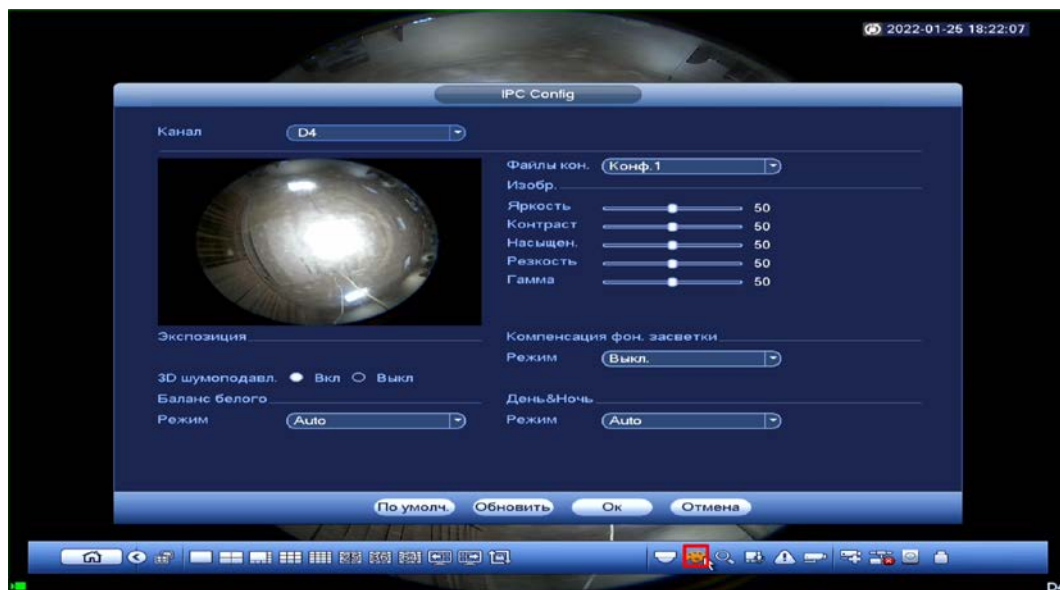 2022-01-25 18:22:07
IPC Config
Канал D4
Файлы кон. Конф.1
Изобр.
Яркость 50
Контраст 50
Насыщен. 50
Резкость 50
Гамма 50
Экспозиция
Компенсация фон. засветки
Режим Выкл.
3D шумоподавл. Вкл Выкл
Баланс белого
День&Ночь
Режим Auto
Режим Auto
По умолч. Обновить Ок Отмена